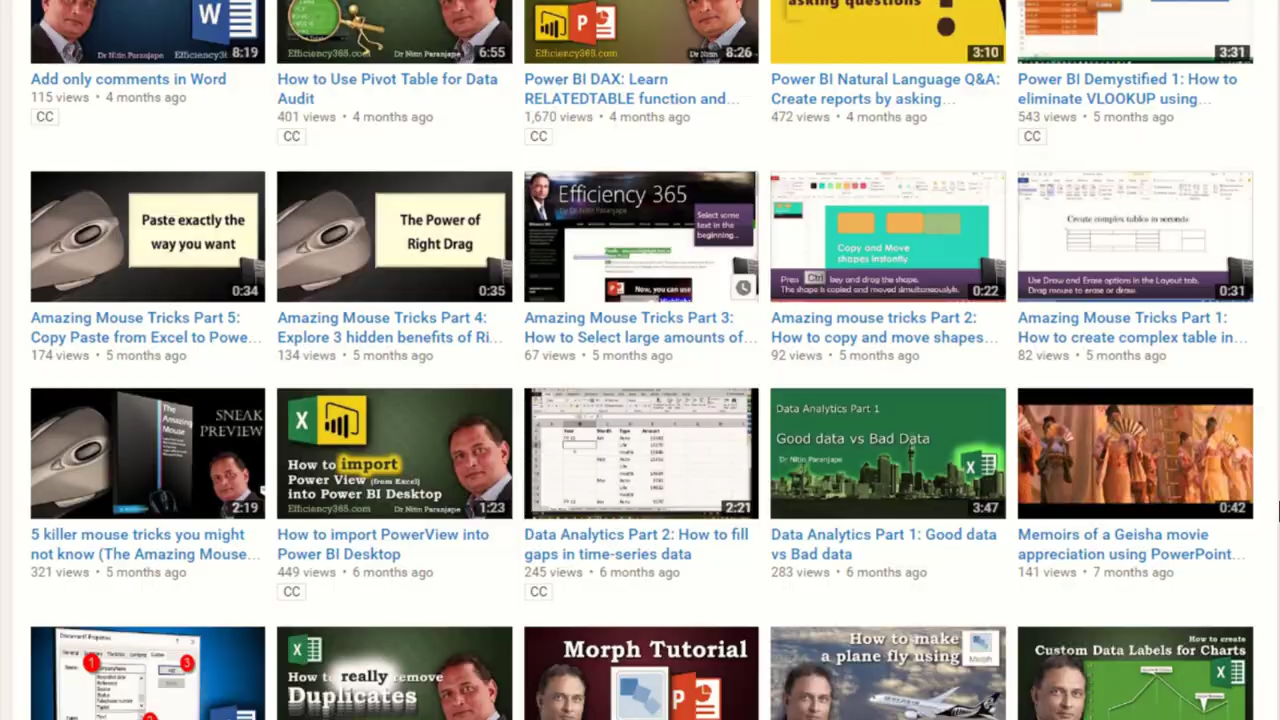 asking questions
W
Dr Nitin Paranjape
8:19
Efficiency365.com
Dr Nitin Paranjape
6:55
Efficiency365.com
P
Dr Nitin
8:26
3:10
3:31
Add only comments in Word
115 views • 4 months ago
CC
How to Use Pivot Table for Data
Audit
401 views • 4 months ago
CC
Power BI DAX: Learn
RELATEDTABLE function and...
1,670 views • 4 months ago
CC
Power BI Natural Language Q&A:
Create reports by asking...
472 views • 4 months ago
Power BI Demystified 1: How to
eliminate VLOOKUP using...
543 views • 5 months ago
CC
Paste exactly the
way you want
0:34
The Power of
Right Drag
0:35
Efficiency 365
by Dr Nitin Paranjape
Select some
text in the
beginning...
Now, you can use
Copy and Move
shapes instantly
Press Ctrl key and drag the shape.
The shape is copied and moved simultaneously.
0:22
Create complex tables in seconds
Use Draw and Erase options in the Layout tab.
Drag mouse to erase or draw.
0:31
Amazing Mouse Tricks Part 5:
Copy Paste from Excel to Powe...
174 views • 5 months ago
Amazing Mouse Tricks Part 4:
Explore 3 hidden benefits of Ri...
134 views • 5 months ago
Amazing Mouse Tricks Part 3:
How to Select large amounts of...
67 views • 5 months ago
Amazing mouse tricks Part 2:
How to copy and move shapes...
92 views • 5 months ago
Amazing Mouse Tricks Part 1:
How to create complex table in...
82 views • 5 months ago
The
Amazing
Mouse
SNEAK
PREVIEW
2:19
How to import
Power View (from Excel)
into Power BI Desktop
Efficiency365.com
Dr Nitin Paranjape
1:23
2:21
Data Analytics Part 1
Good data vs Bad Data
Dr Nitin Paranjape
3:47
0:42
5 killer mouse tricks you might
not know (The Amazing Mouse...
321 views • 5 months ago
How to import PowerView into
Power BI Desktop
449 views • 6 months ago
CC
Data Analytics Part 2: How to fill
gaps in time-series data
245 views • 6 months ago
CC
Data Analytics Part 1: Good data
vs Bad data
283 views • 6 months ago
Memoirs of a Geisha movie
appreciation using PowerPoint...
141 views • 7 months ago
1
3
How to really remove
Duplicates
Morph Tutorial
P
How to make
a plane fly using
Morph
How to create
Custom Data Labels for Charts